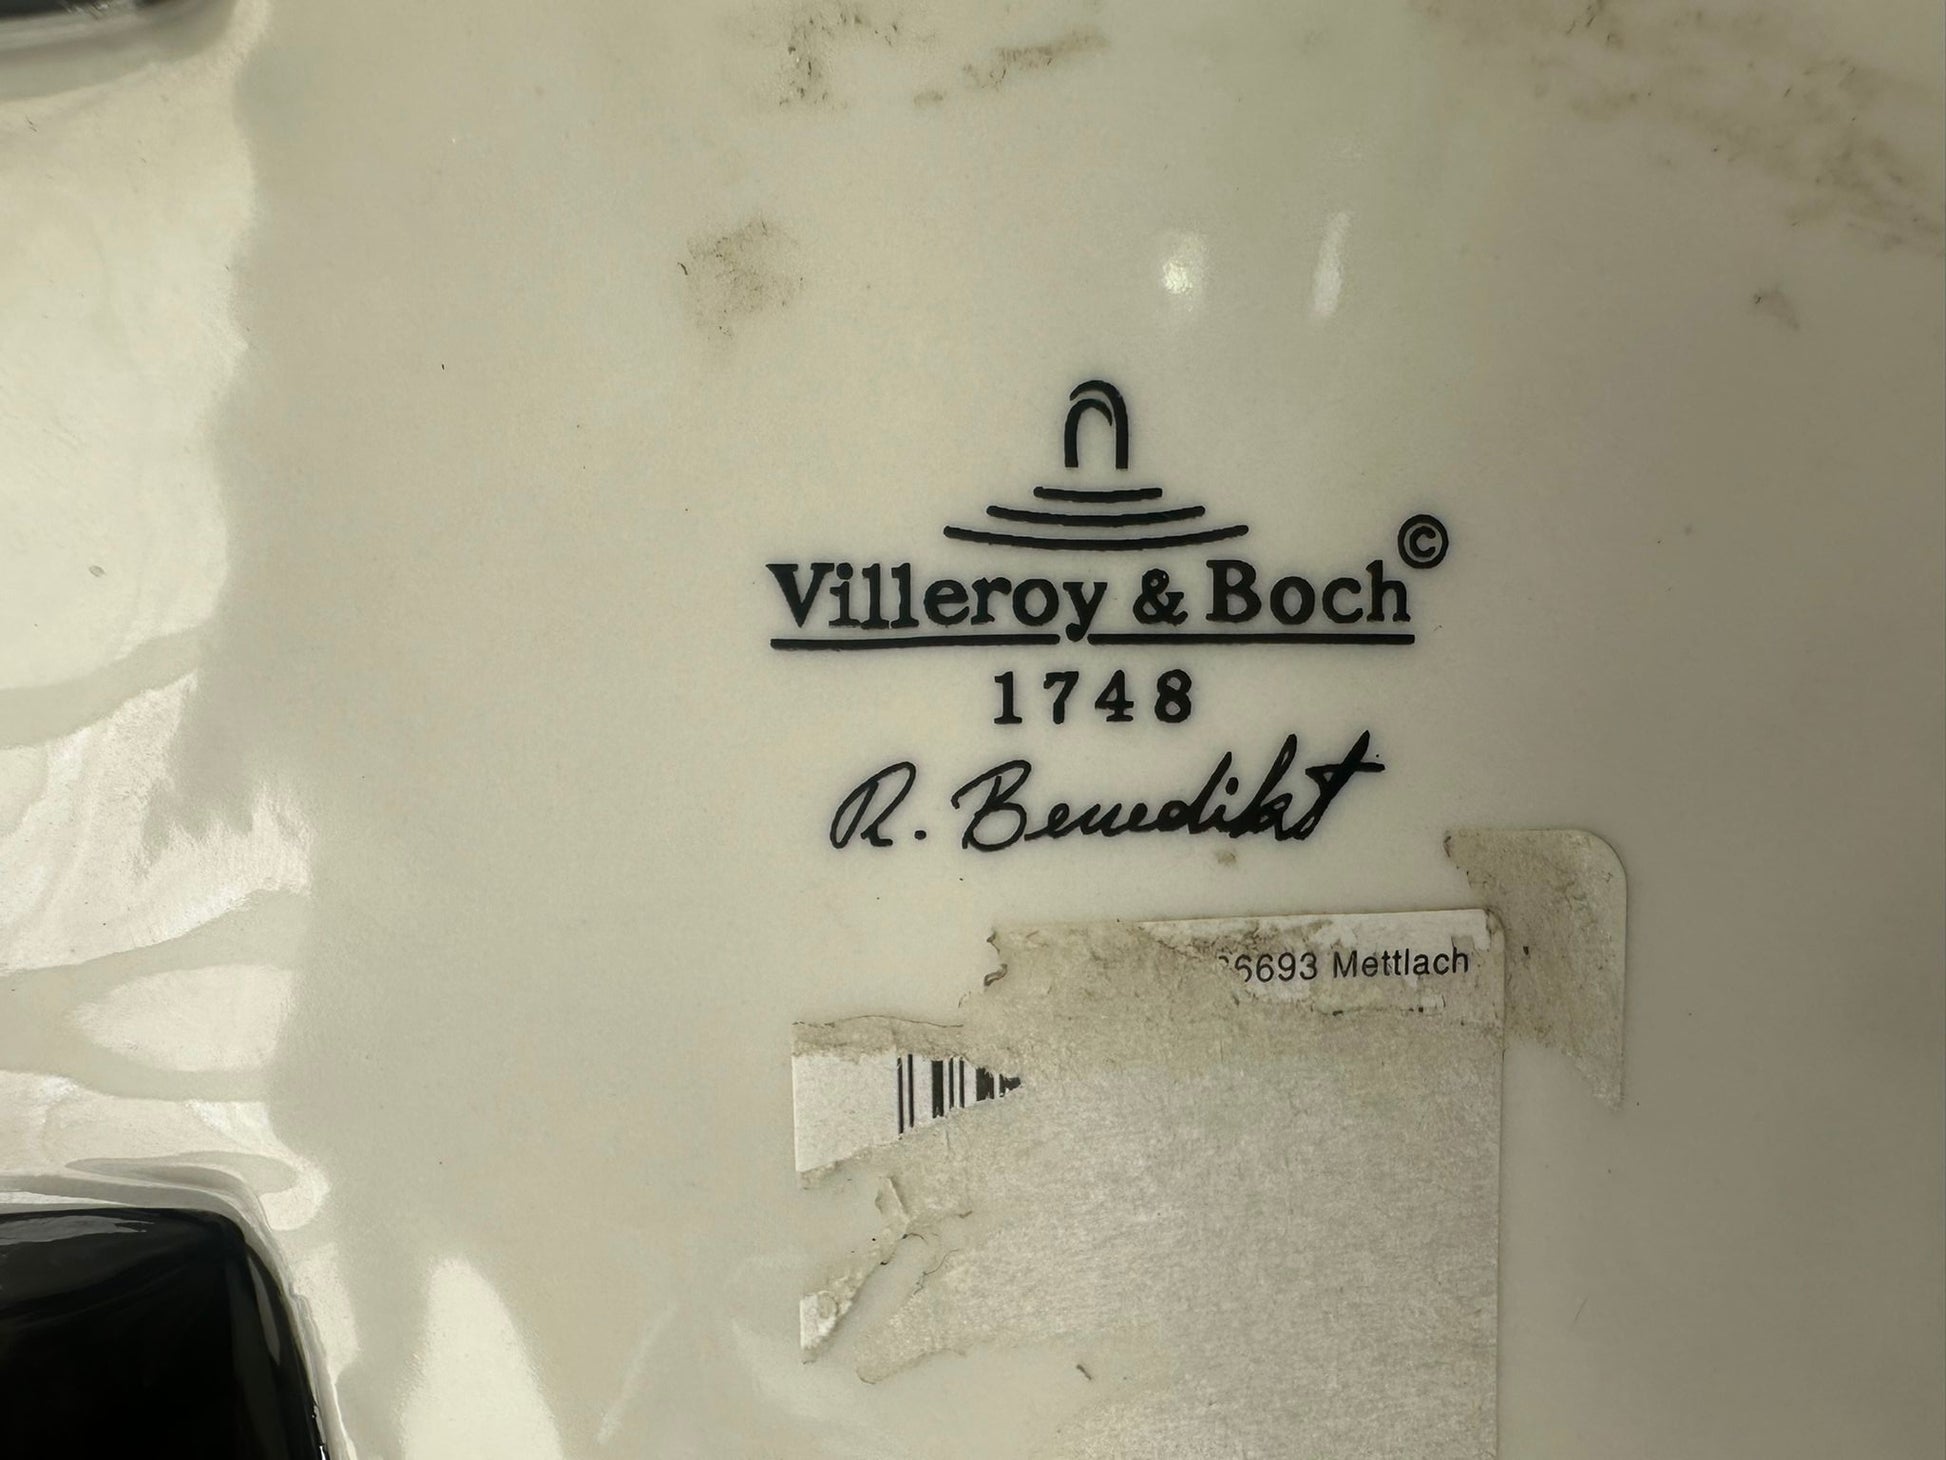 Villeroy & Boch©
1748
R. Benedikt
6693 Mettlach